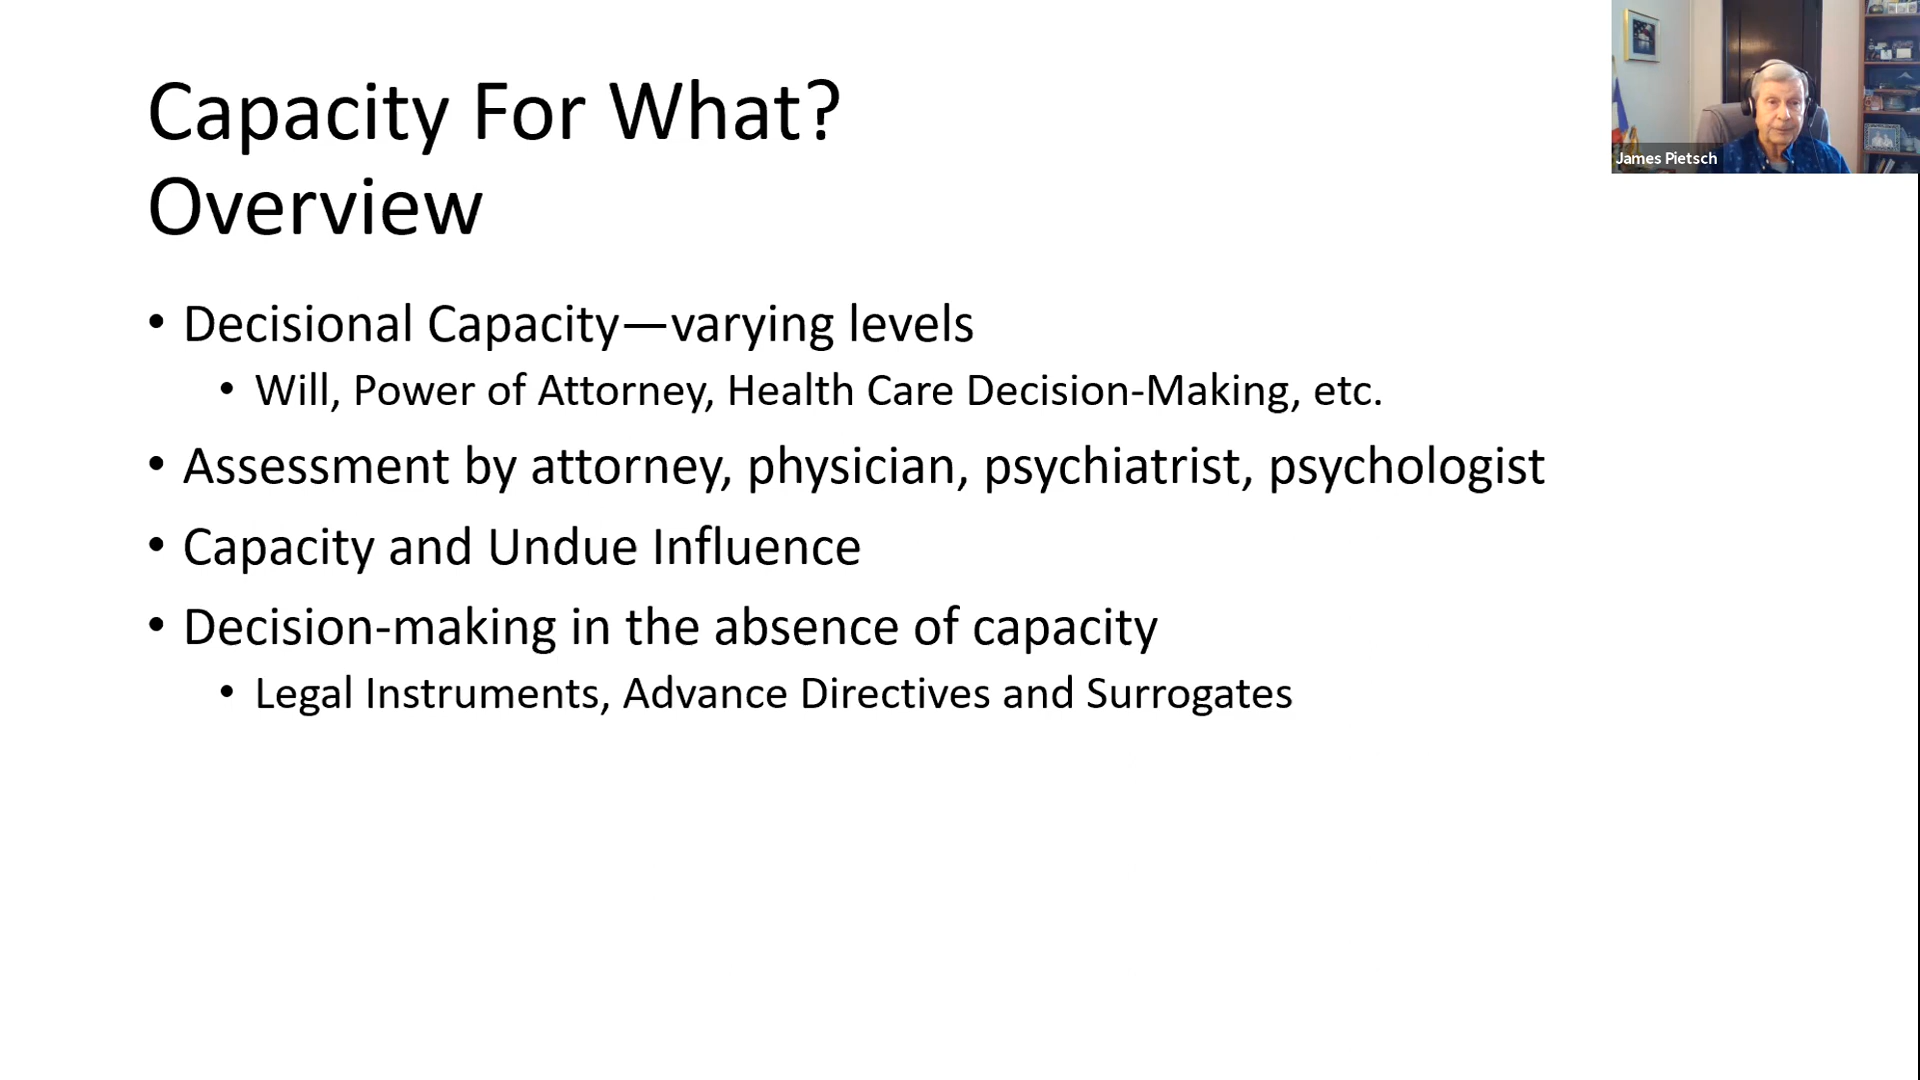 Capacity For What?
Overview
• Decisional Capacity—varying levels
• Will, Power of Attorney, Health Care Decision-Making, etc.
• Assessment by attorney, physician, psychiatrist, psychologist
• Capacity and Undue Influence
• Decision-making in the absence of capacity
• Legal Instruments, Advance Directives and Surrogates
James Pietsch